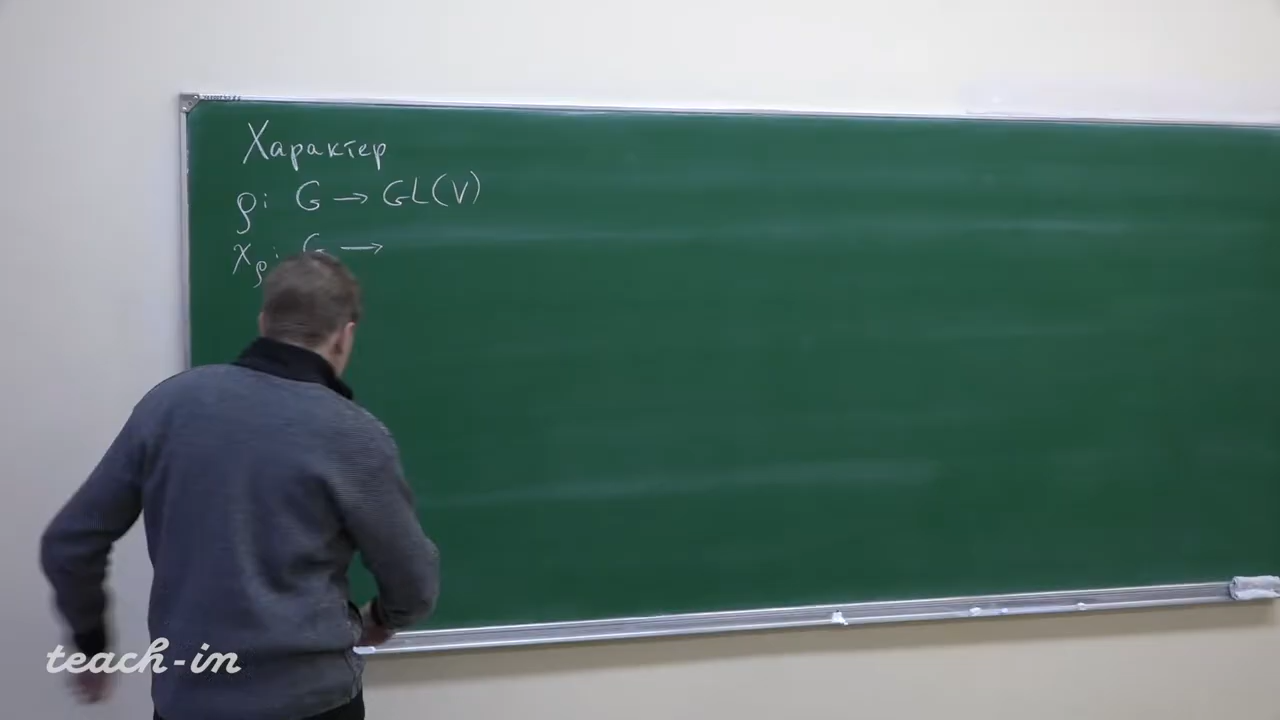 Характер
ρ: G → GL(V)
χ_ρ: G →
teach-in